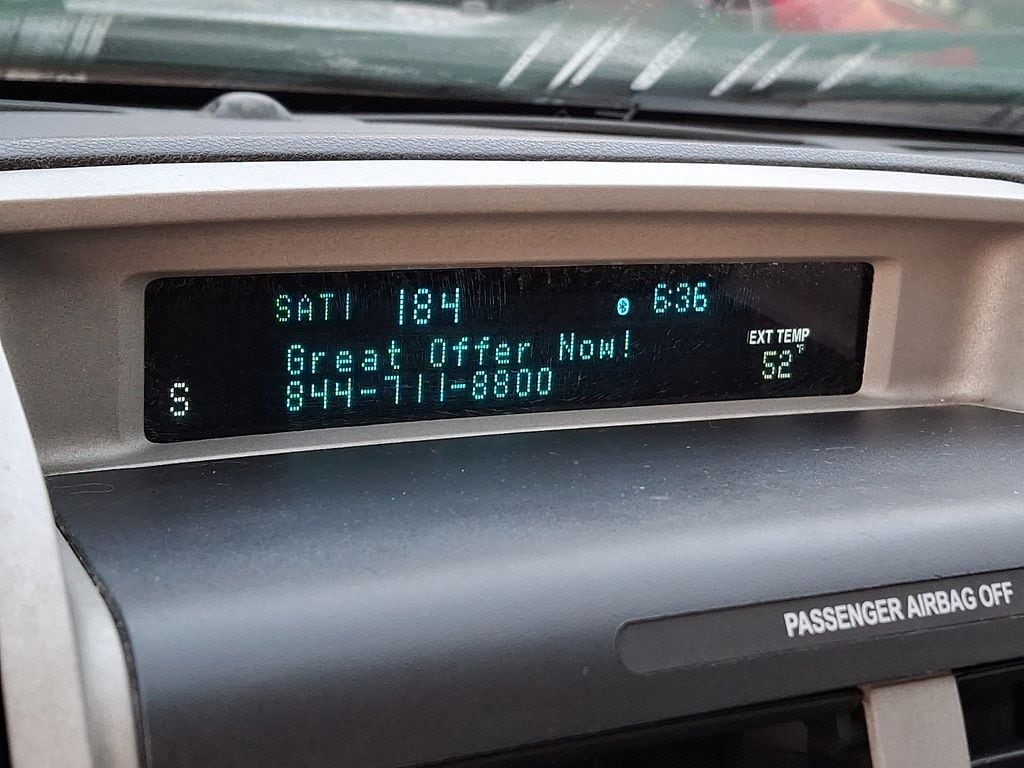 SAT1 184 6:36
Great Offer Now!
844-711-8800
EXT TEMP
52°F
S
PASSENGER AIRBAG OFF